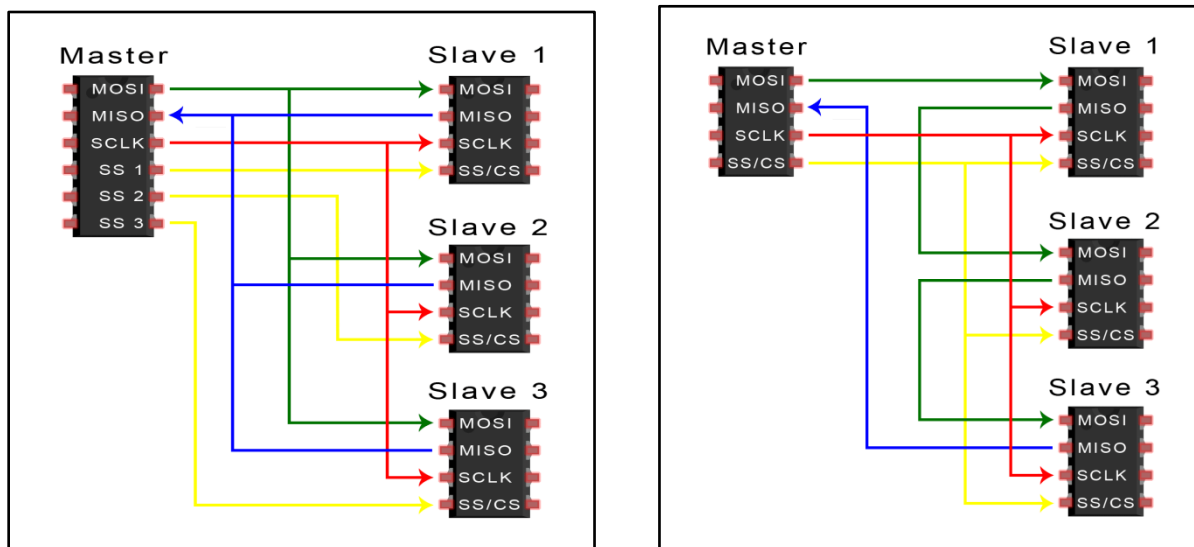 Master
MOSI
MISO
SCLK
SS 1
SS 2
SS 3
Slave 1
MOSI
MISO
SCLK
SS/CS
Slave 2
MOSI
MISO
SCLK
SS/CS
Slave 3
MOSI
MISO
SCLK
SS/CS
Master
MOSI
MISO
SCLK
SS/CS
Slave 1
MOSI
MISO
SCLK
SS/CS
Slave 2
MOSI
MISO
SCLK
SS/CS
Slave 3
MOSI
MISO
SCLK
SS/CS